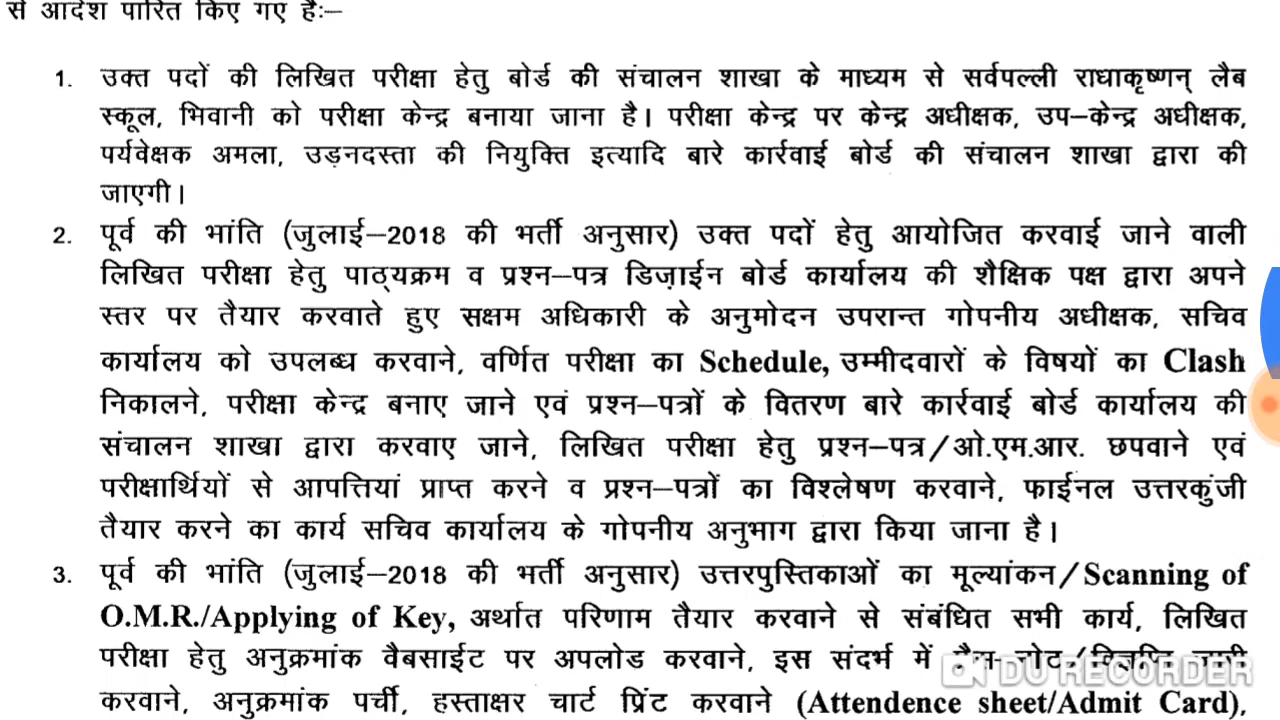 से आदेश पारित किए गए हैः–
1. उक्त पदों की लिखित परीक्षा हेतु बोर्ड की संचालन शाखा के माध्यम से सर्वपल्ली राधाकृष्णन् लैब
स्कूल, भिवानी को परीक्षा केन्द्र बनाया जाना है। परीक्षा केन्द्र पर केन्द्र अधीक्षक, उप–केन्द्र अधीक्षक,
पर्यवेक्षक अमला, उड़नदस्ता की नियुक्ति इत्यादि बारे कार्रवाई बोर्ड की संचालन शाखा द्वारा की
जाएगी।
2. पूर्व की भांति (जुलाई–2018 की भर्ती अनुसार) उक्त पदों हेतु आयोजित करवाई जाने वाली
लिखित परीक्षा हेतु पाठ्यक्रम व प्रश्न–पत्र डिज़ाईन बोर्ड कार्यालय की शैक्षिक पक्ष द्वारा अपने
स्तर पर तैयार करवाते हुए सक्षम अधिकारी के अनुमोदन उपरान्त गोपनीय अधीक्षक, सचिव
कार्यालय को उपलब्ध करवाने, वर्णित परीक्षा का Schedule, उम्मीदवारों के विषयों का Clash
निकालने, परीक्षा केन्द्र बनाए जाने एवं प्रश्न–पत्रों के वितरण बारे कार्रवाई बोर्ड कार्यालय की
संचालन शाखा द्वारा करवाए जाने, लिखित परीक्षा हेतु प्रश्न–पत्र/ओ.एम.आर. छपवाने एवं
परीक्षार्थियों से आपत्तियां प्राप्त करने व प्रश्न–पत्रों का विश्लेषण करवाने, फाईनल उत्तरकुंजी
तैयार करने का कार्य सचिव कार्यालय के गोपनीय अनुभाग द्वारा किया जाना है।
3. पूर्व की भांति (जुलाई–2018 की भर्ती अनुसार) उत्तरपुस्तिकाओं का मूल्यांकन/Scanning of
O.M.R./Applying of Key, अर्थात परिणाम तैयार करवाने से संबंधित सभी कार्य, लिखित
परीक्षा हेतु अनुक्रमांक वैबसाईट पर अपलोड करवाने, इस संदर्भ में
DU RECORDER
करवाने, अनुक्रमांक पर्ची, हस्ताक्षर चार्ट प्रिंट करवाने (Attendence sheet/Admit Card),